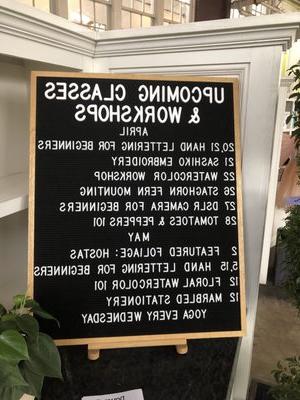 UPCOMING CLASSES
& WORKSHOPS
APRIL
20,21 HAND LETTERING FOR BEGINNERS
21 SASHIKO EMBROIDERY
22 WATERCOLOR WORKSHOP
26 STAGHORN FERN MOUNTING
27 DSLR CAMERA FOR BEGINNERS
28 TOMATOES & PEPPERS 101
MAY
2 FEATURED FOLIAGE: HOSTAS
5,15 HAND LETTERING FOR BEGINNERS
12 FLORAL WATERCOLOR 101
12 MARBLED STATIONERY
YOGA EVERY WEDNESDAY